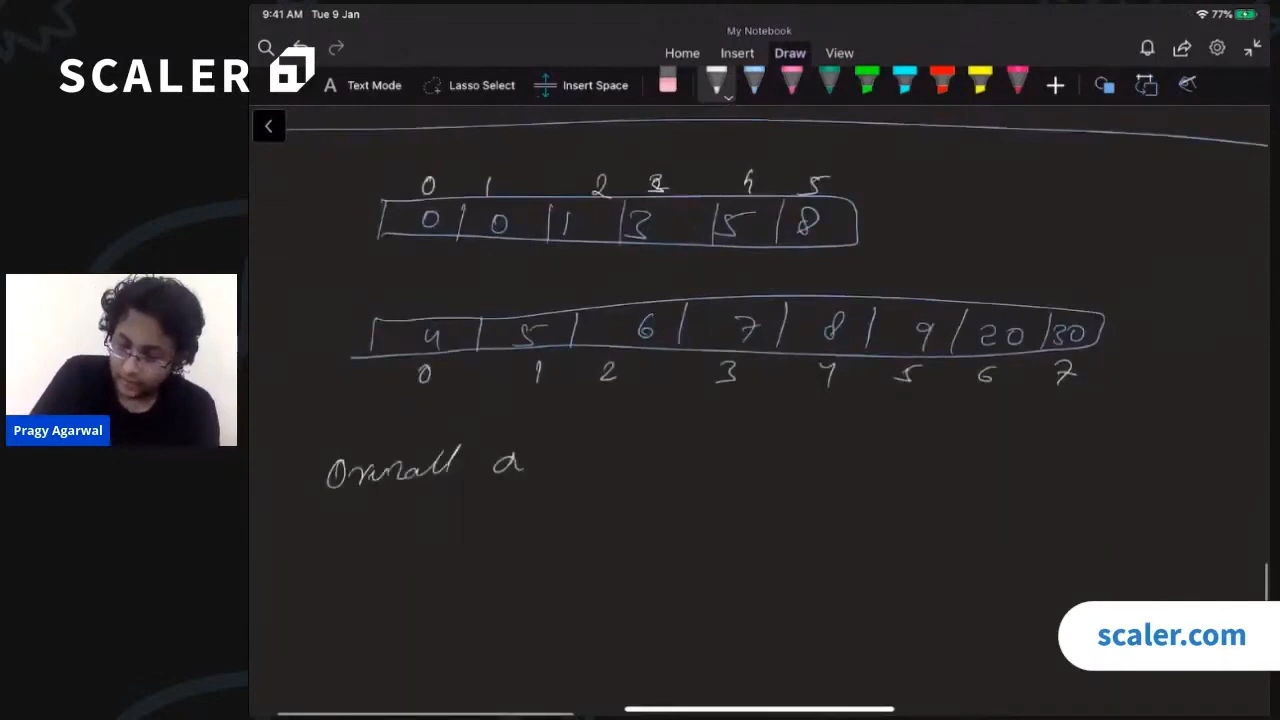 9:41 AM Tue 9 Jan
77%
My Notebook
Home Insert Draw View
SCALER
Text Mode Lasso Select Insert Space
0 1 2 3 4 5
0 0 1 3 5 8
4 5 6 7 8 9 20 30
0 1 2 3 4 5 6 7
Pragy Agarwal
Overall a
scaler.com